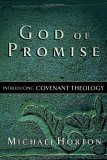 GOD OF
PROMISE
INTRODUCING COVENANT THEOLOGY
MICHAEL HORTON